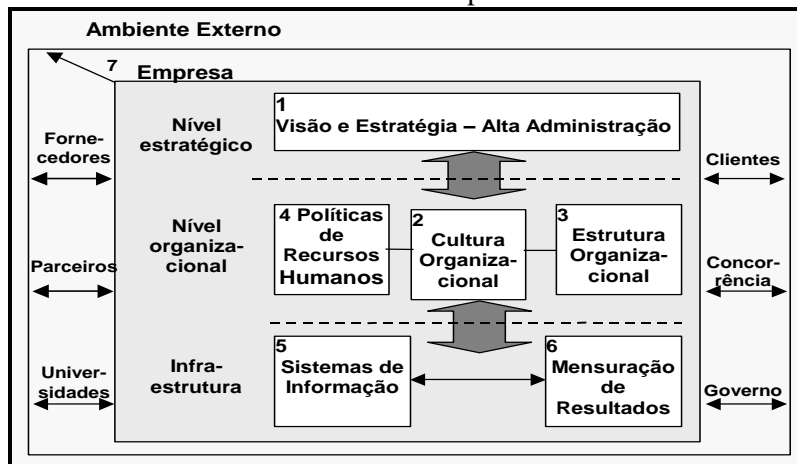 Ambiente Externo
7
Empresa
1
Visão e Estratégia – Alta Administração
Nível
estratégico
Forne-
cedores
Clientes
Nível
organiza-
cional
4 Políticas
de
Recursos
Humanos
2
Cultura
Organiza-
cional
3
Estrutura
Organiza-
cional
Parceiros
Concor-
rência
Infra-
estrutura
5
Sistemas de
Informação
6
Mensuração
de
Resultados
Univer-
sidades
Governo